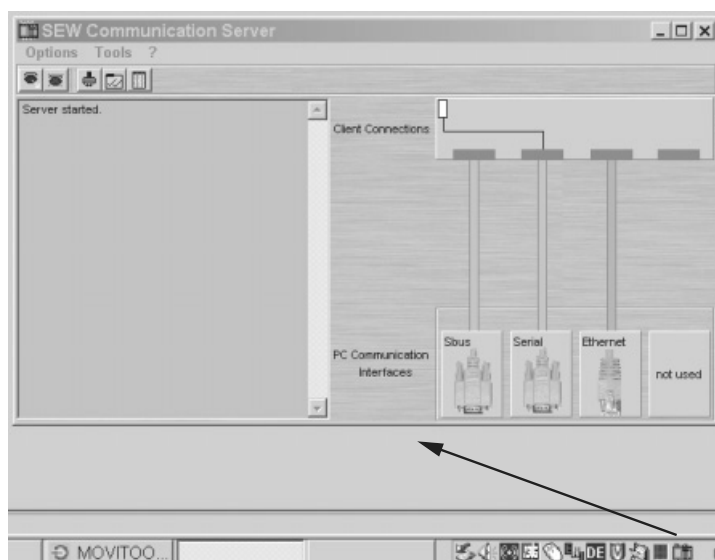 SEW Communication Server
Options Tools ?
Server started.
Client Connections
PC Communication
Interfaces
Sbus
Serial
Ethernet
not used
MOVITOO...
DE